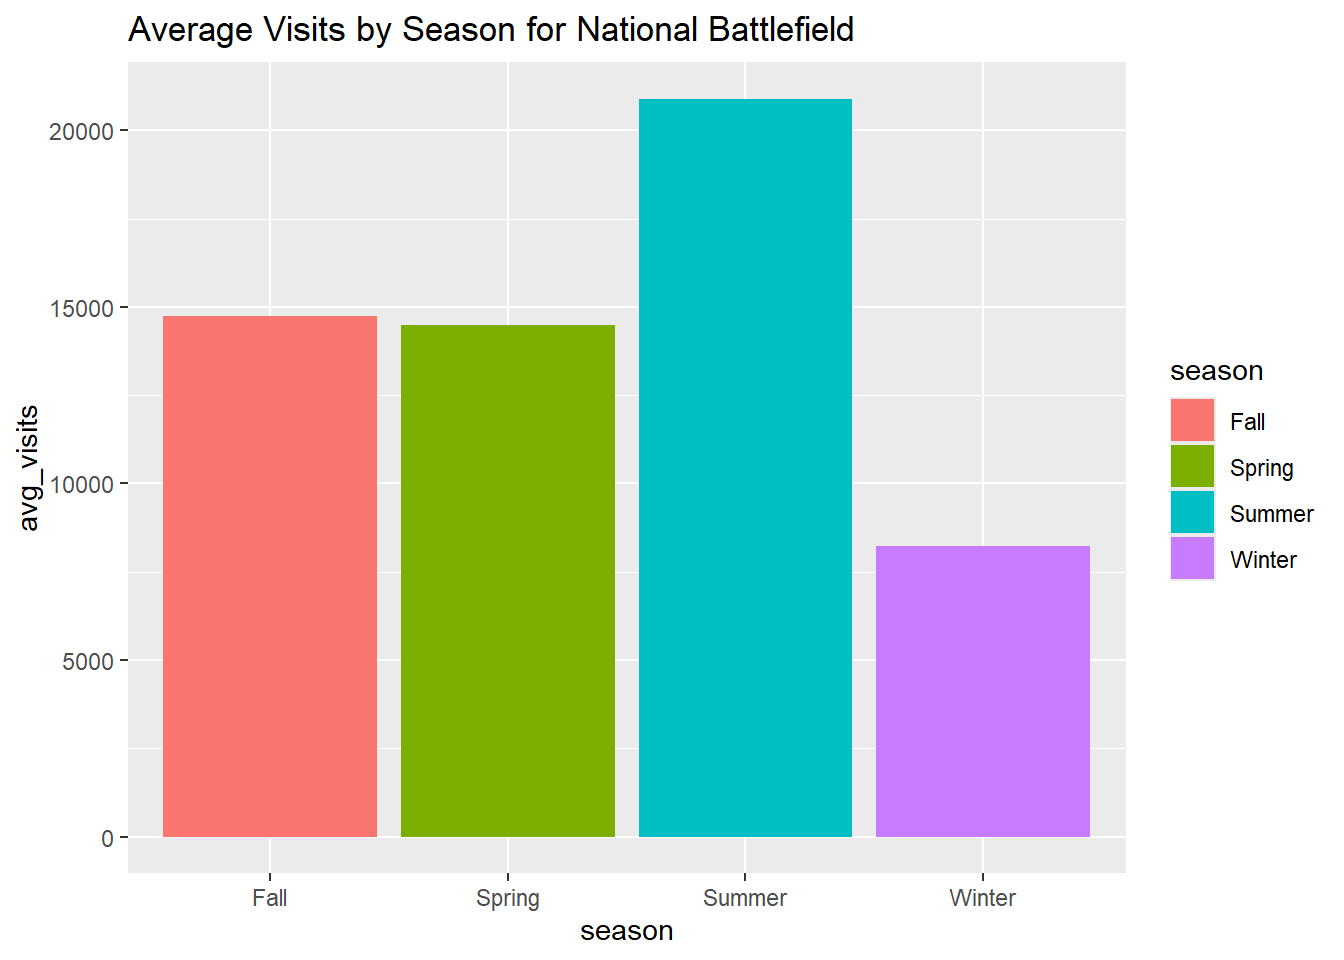 Average Visits by Season for National Battlefield
20000
15000
10000
5000
0
avg_visits
Fall
Spring
Summer
Winter
season
season
Fall
Spring
Summer
Winter